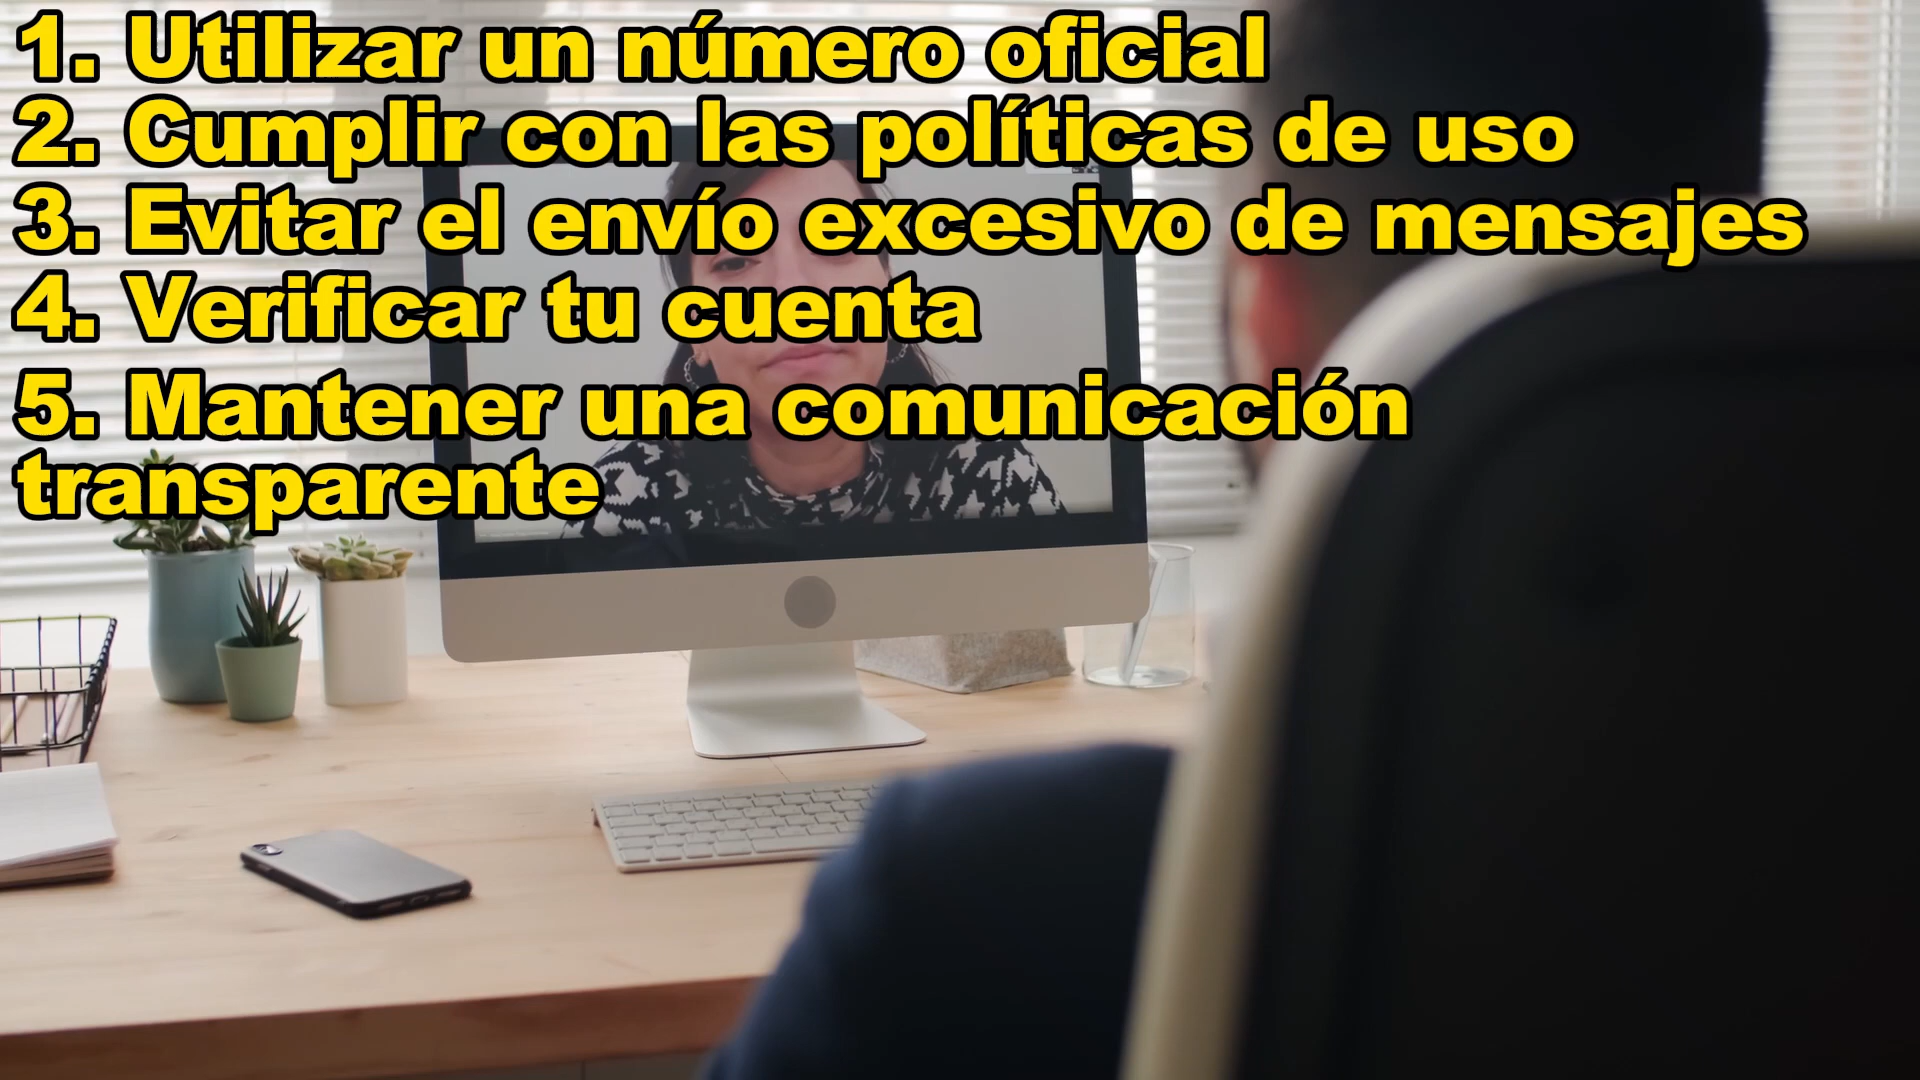 1. Utilizar un número oficial
2. Cumplir con las políticas de uso
3. Evitar el envío excesivo de mensajes
4. Verificar tu cuenta
5. Mantener una comunicación
transparente